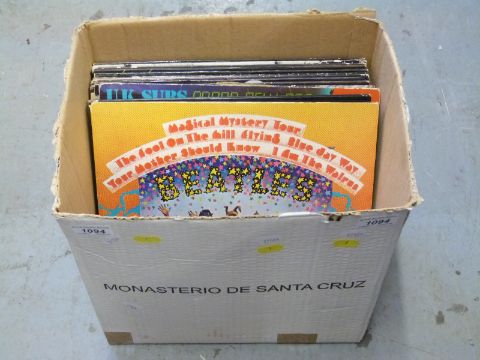 U.K. SUBS
Magical Mystery Tour
The Fool On The Hill Flying Blue Jay Way
Your Mother Should Know I Am The Walrus
BEATLES
1094
1094
MONASTERIO DE SANTA CRUZ